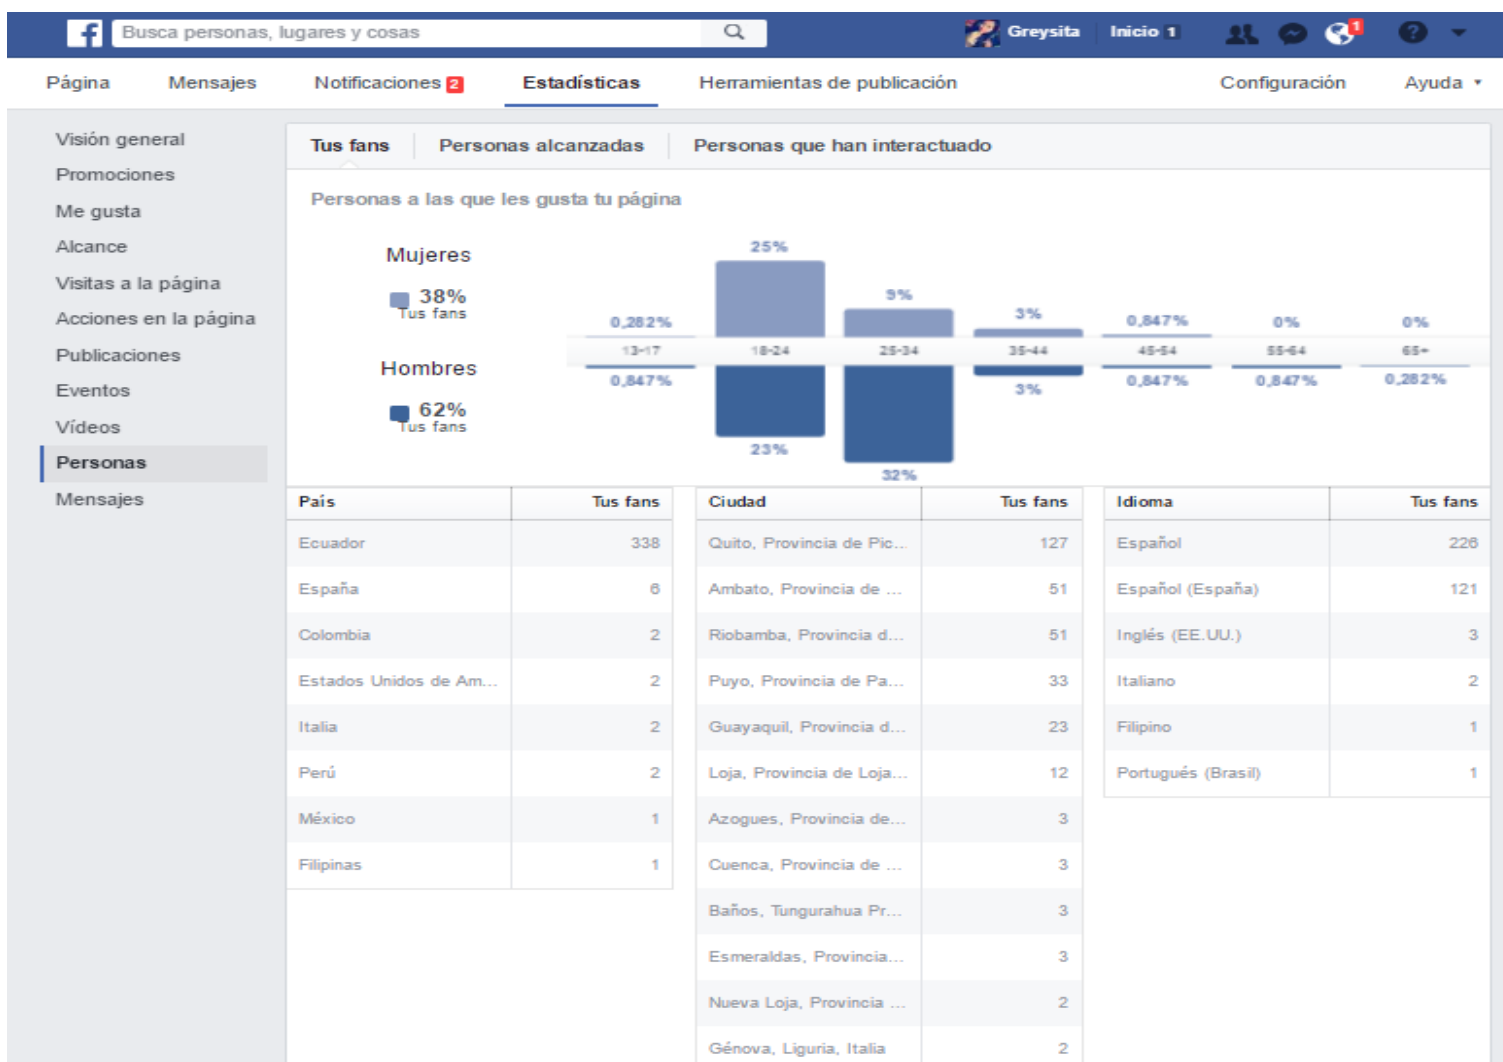 f Busca personas, lugares y cosas Greysita Inicio 1 1 ?
Página Mensajes Notificaciones 2 Estadísticas Herramientas de publicación Configuración Ayuda
Visión general
Promociones
Me gusta
Alcance
Visitas a la página
Acciones en la página
Publicaciones
Eventos
Vídeos
Personas
Mensajes
Tus fans Personas alcanzadas Personas que han interactuado
Personas a las que les gusta tu página
Mujeres
38%
Tus fans
25%
9%
0,282% 3% 0,847% 0% 0%
13-17 18-24 25-34 35-44 45-54 55-64 65+
Hombres
62%
Tus fans
0,847% 3% 0,847% 0,847% 0,282%
23%
32%
País Tus fans
Ecuador 338
España 6
Colombia 2
Estados Unidos de Am... 2
Italia 2
Perú 2
México 1
Filipinas 1
Ciudad Tus fans
Quito, Provincia de Pic... 127
Ambato, Provincia de ... 51
Riobamba, Provincia d... 51
Puyo, Provincia de Pa... 33
Guayaquil, Provincia d... 23
Loja, Provincia de Loja... 12
Azogues, Provincia de... 3
Cuenca, Provincia de ... 3
Baños, Tungurahua Pr... 3
Esmeraldas, Provincia... 3
Nueva Loja, Provincia ... 2
Génova, Liguria, Italia 2
Idioma Tus fans
Español 226
Español (España) 121
Inglés (EE.UU.) 3
Italiano 2
Filipino 1
Portugués (Brasil) 1